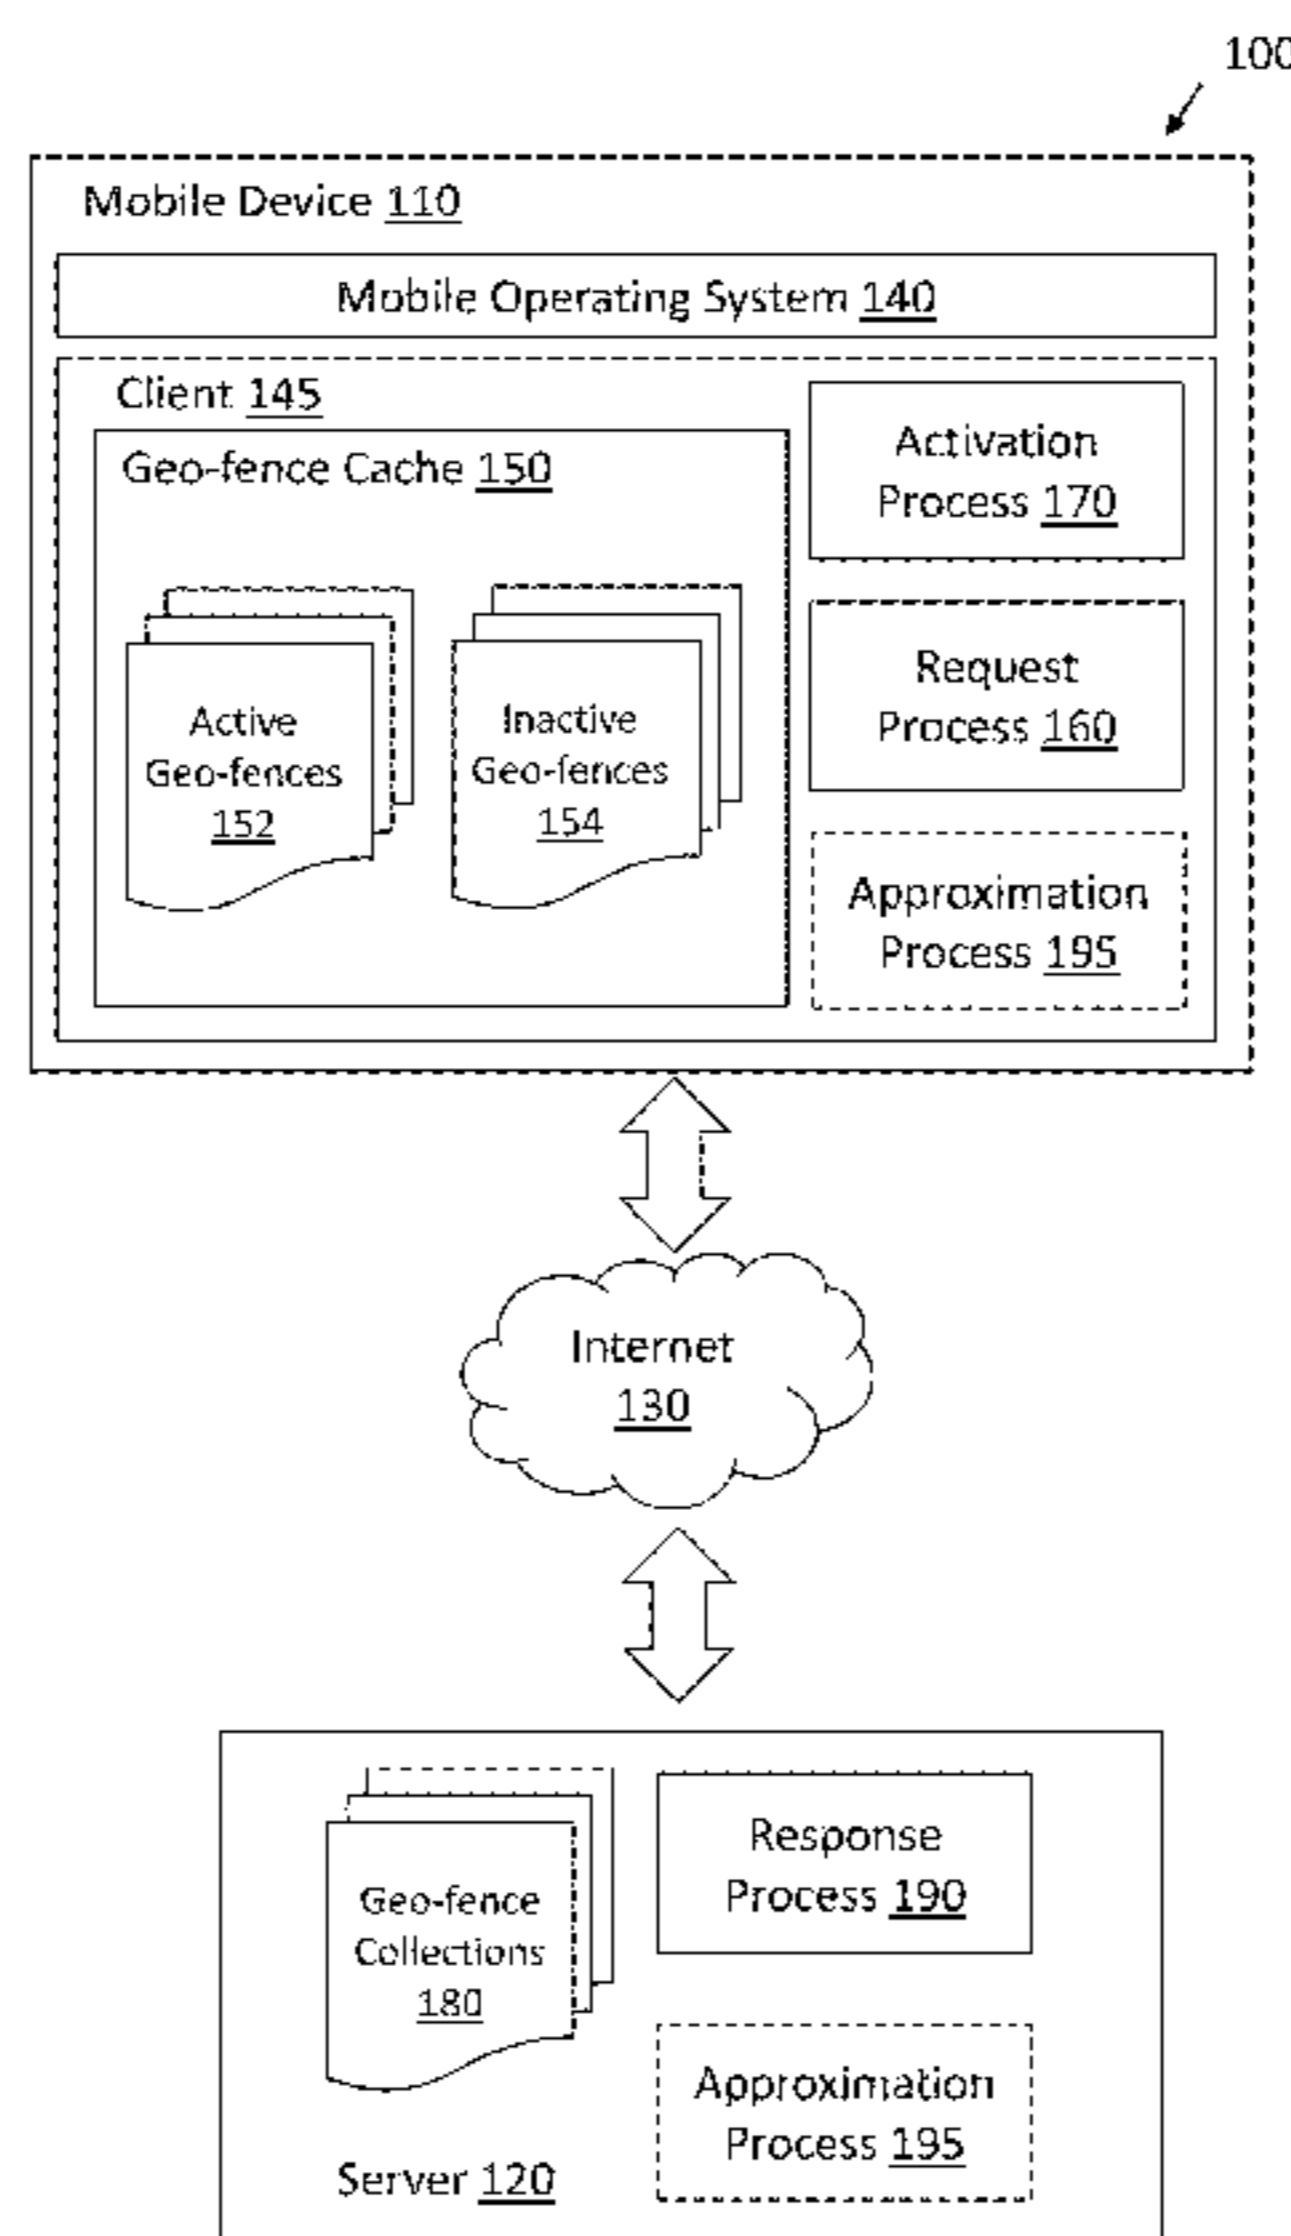 100
Mobile Device 110
Mobile Operating System 140
Client 145
Geo-fence Cache 150
Active
Geo-fences
152
Inactive
Geo-fences
154
Activation
Process 170
Request
Process 160
Approximation
Process 195
Internet
130
Geo-fence
Collections
180
Server 120
Response
Process 190
Approximation
Process 195